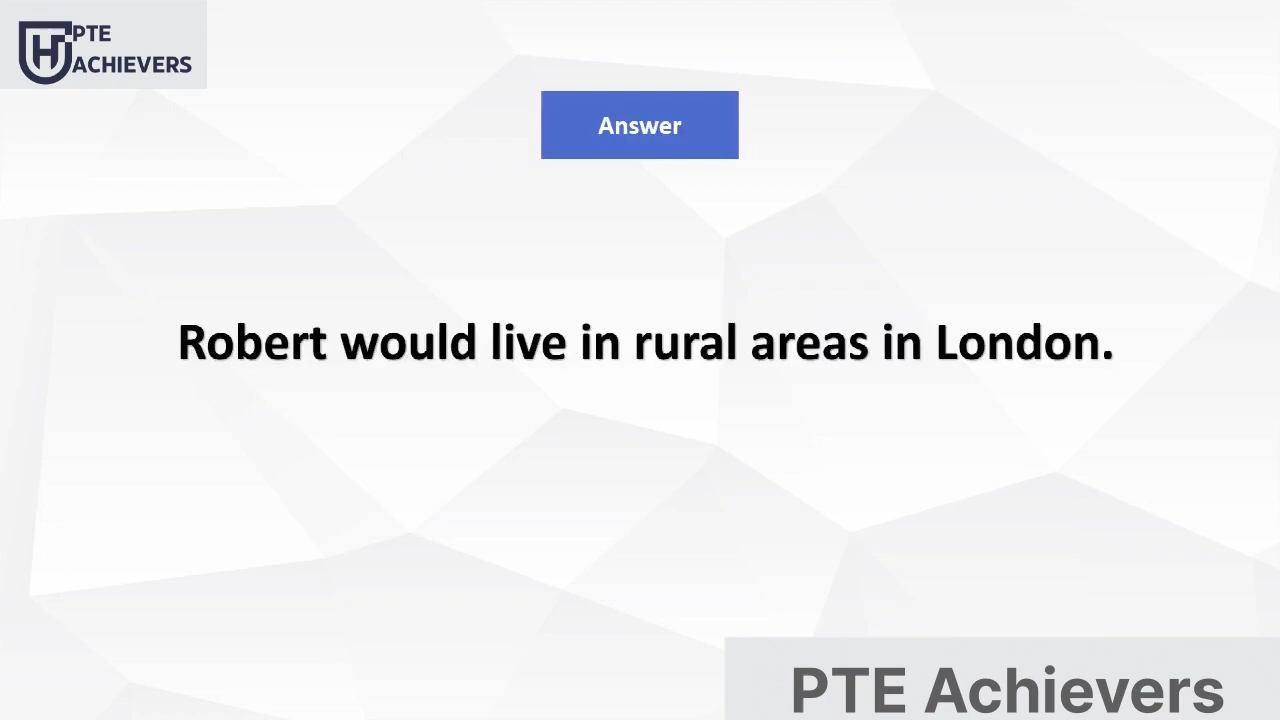 PTE
ACHIEVERS
Answer
Robert would live in rural areas in London.
PTE Achievers